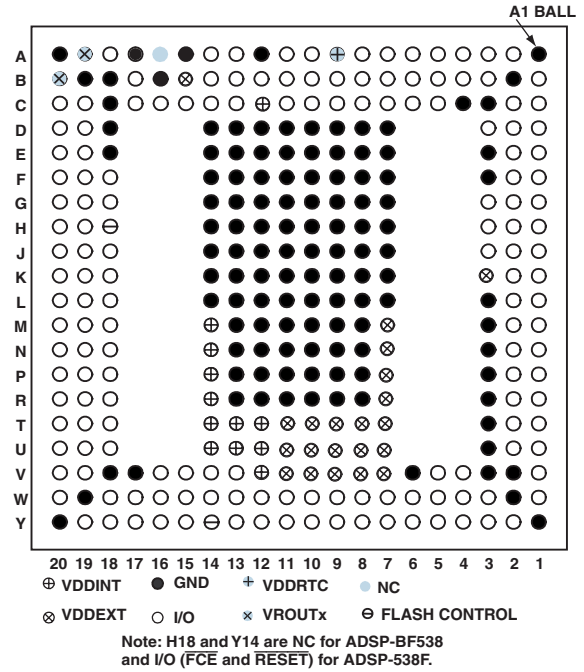 A1 BALL
A
B
C
D
E
F
G
H
J
K
L
M
N
P
R
T
U
V
W
Y
20 19 18 17 16 15 14 13 12 11 10 9 8 7 6 5 4 3 2 1
VDDINT GND VDDRTC NC
VDDEXT I/O VROUTx FLASH CONTROL
Note: H18 and Y14 are NC for ADSP-BF538
and I/O (FCE and RESET) for ADSP-538F.